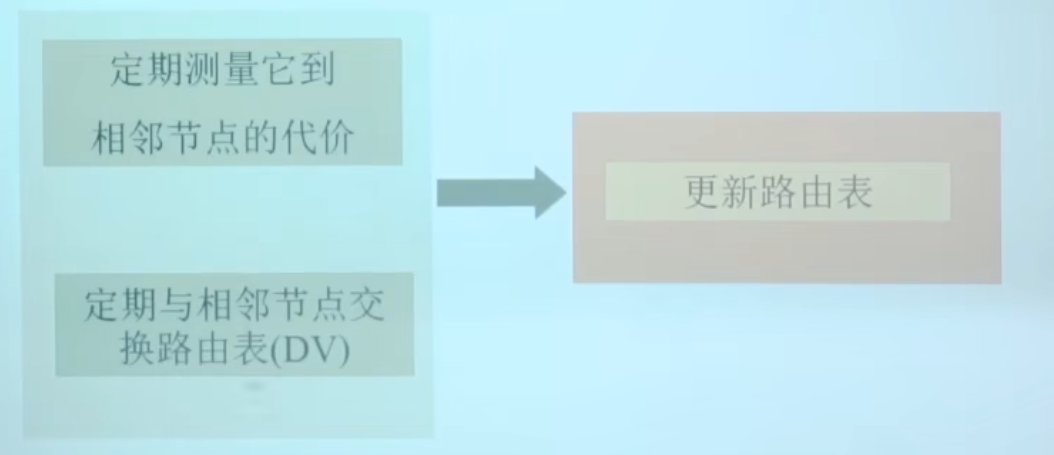 定期测量它到
相邻节点的代价
更新路由表
定期与相邻节点交
换路由表(DV)